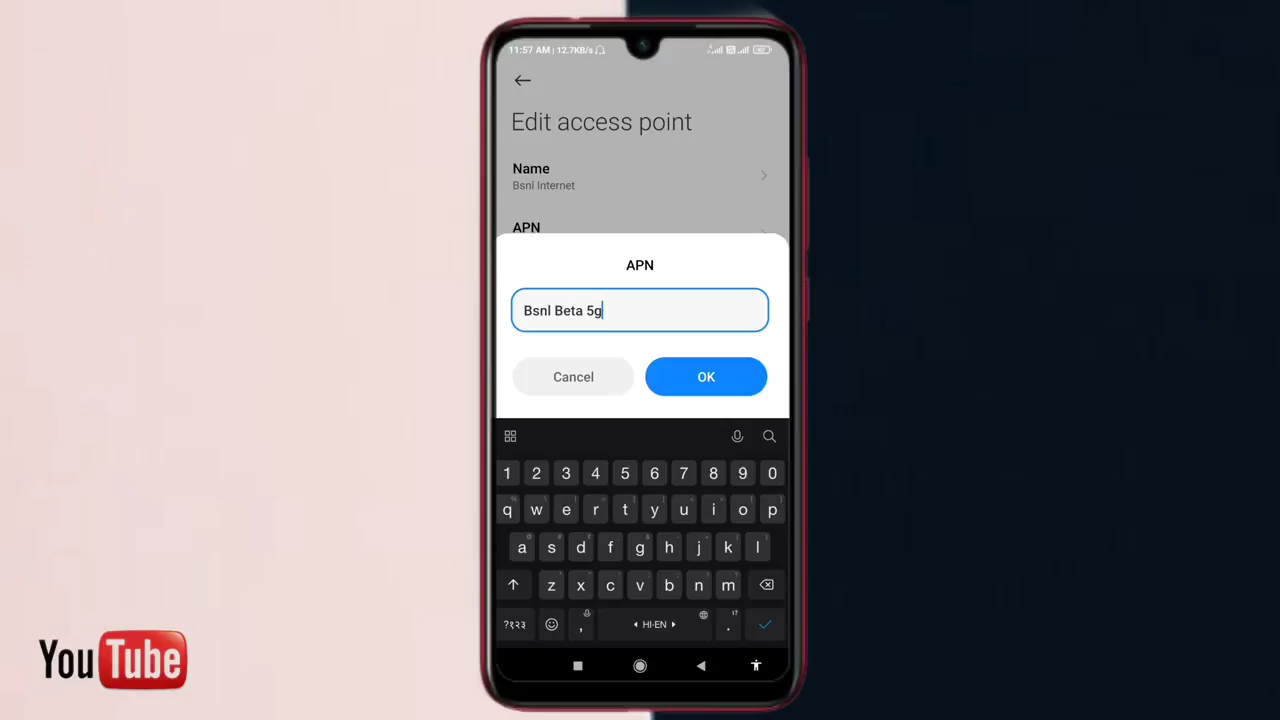 11:57 AM | 12.7KB/s
Edit access point
Name
Bsnl Internet
APN
APN
Bsnl Beta 5g
Cancel
OK
1 2 3 4 5 6 7 8 9 0
q w e r t y u i o p
a s d f g h j k l
z x c v b n m
?१२३ , HI-EN .
YouTube